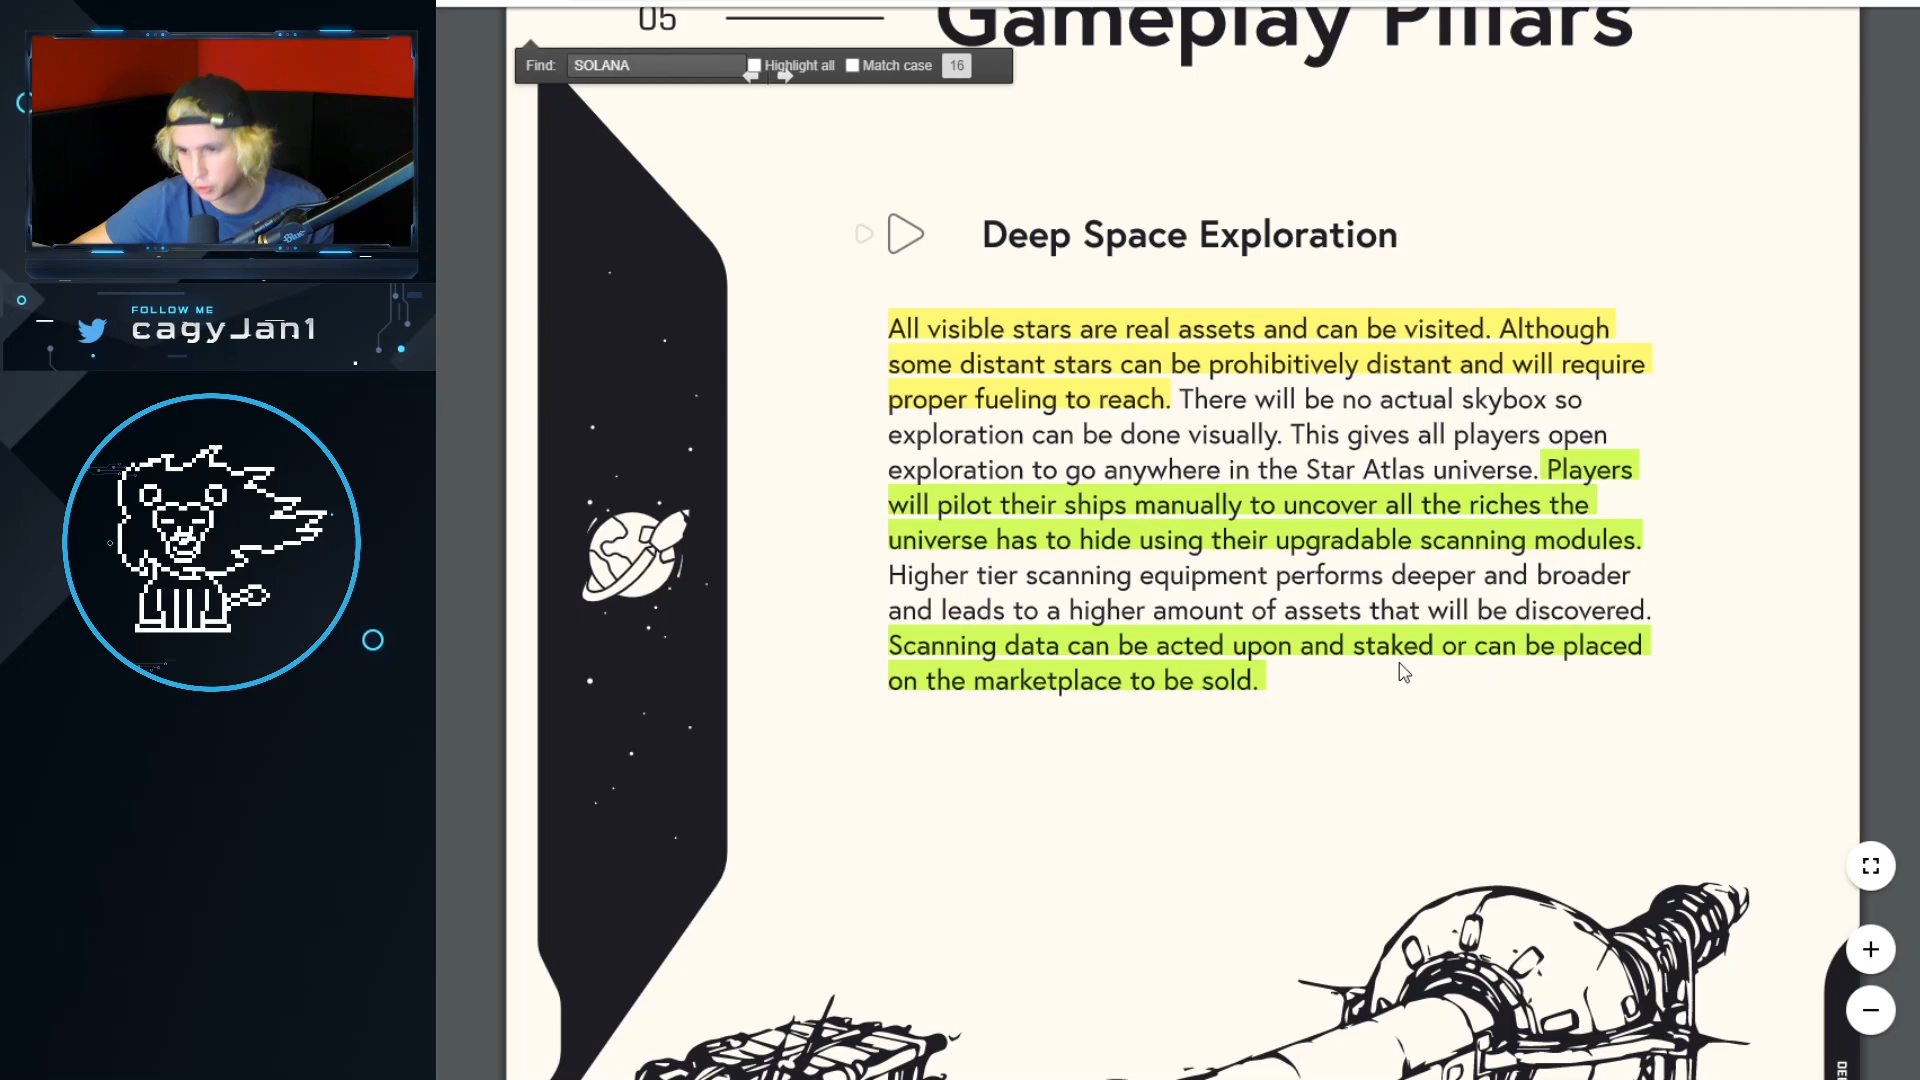 05
Gameplay Pillars
Find: SOLANA Highlight all Match case 16
FOLLOW ME
cagyJan1
Deep Space Exploration
All visible stars are real assets and can be visited. Although
some distant stars can be prohibitively distant and will require
proper fueling to reach. There will be no actual skybox so
exploration can be done visually. This gives all players open
exploration to go anywhere in the Star Atlas universe. Players
will pilot their ships manually to uncover all the riches the
universe has to hide using their upgradable scanning modules.
Higher tier scanning equipment performs deeper and broader
and leads to a higher amount of assets that will be discovered.
Scanning data can be acted upon and staked or can be placed
on the marketplace to be sold.